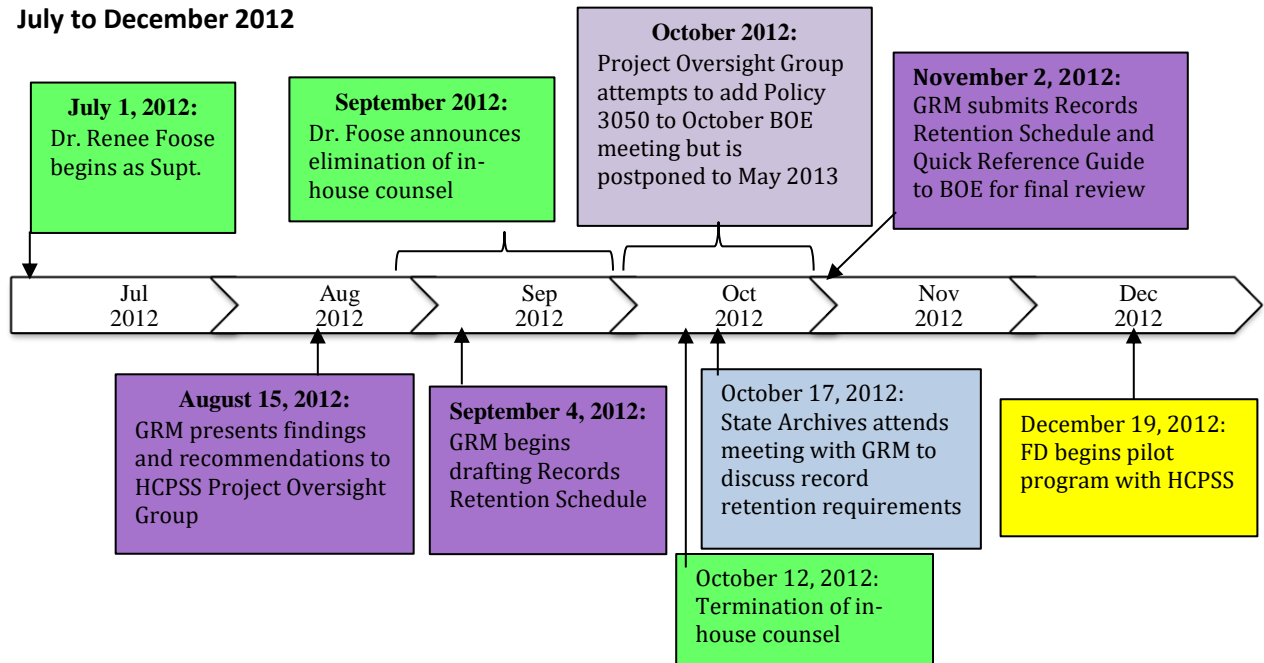 July to December 2012
July 1, 2012:
Dr. Renee Foose
begins as Supt.
September 2012:
Dr. Foose announces
elimination of in-
house counsel
October 2012:
Project Oversight Group
attempts to add Policy
3050 to October BOE
meeting but is
postponed to May 2013
November 2, 2012:
GRM submits Records
Retention Schedule and
Quick Reference Guide
to BOE for final review
Jul
2012
Aug
2012
Sep
2012
Oct
2012
Nov
2012
Dec
2012
August 15, 2012:
GRM presents findings
and recommendations to
HCPSS Project Oversight
Group
September 4, 2012:
GRM begins
drafting Records
Retention Schedule
October 17, 2012:
State Archives attends
meeting with GRM to
discuss record
retention requirements
December 19, 2012:
FD begins pilot
program with HCPSS
October 12, 2012:
Termination of in-
house counsel